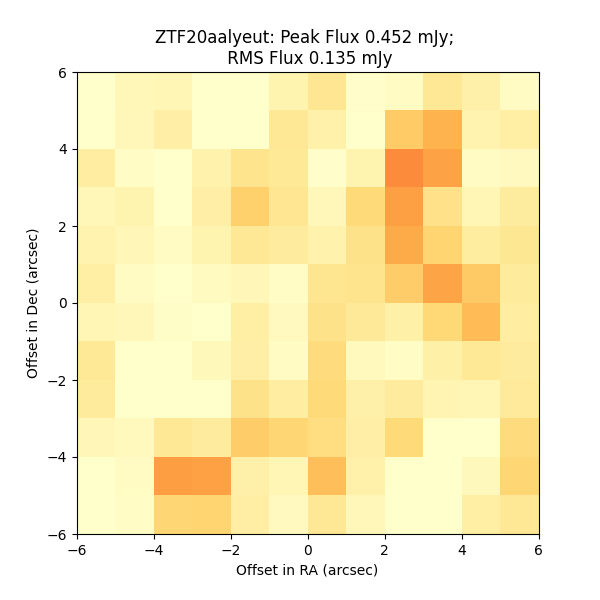 ZTF20aalyeut: Peak Flux 0.452 mJy;
RMS Flux 0.135 mJy
6
4
2
0
−2
−4
−6
Offset in Dec (arcsec)
−6 −4 −2 0 2 4 6
Offset in RA (arcsec)